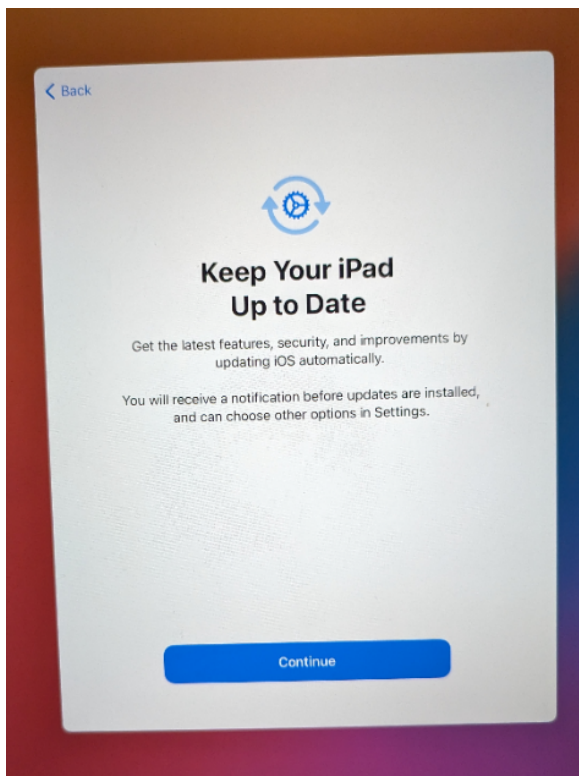 Back
Keep Your iPad
Up to Date
Get the latest features, security, and improvements by
updating iOS automatically.
You will receive a notification before updates are installed,
and can choose other options in Settings.
Continue